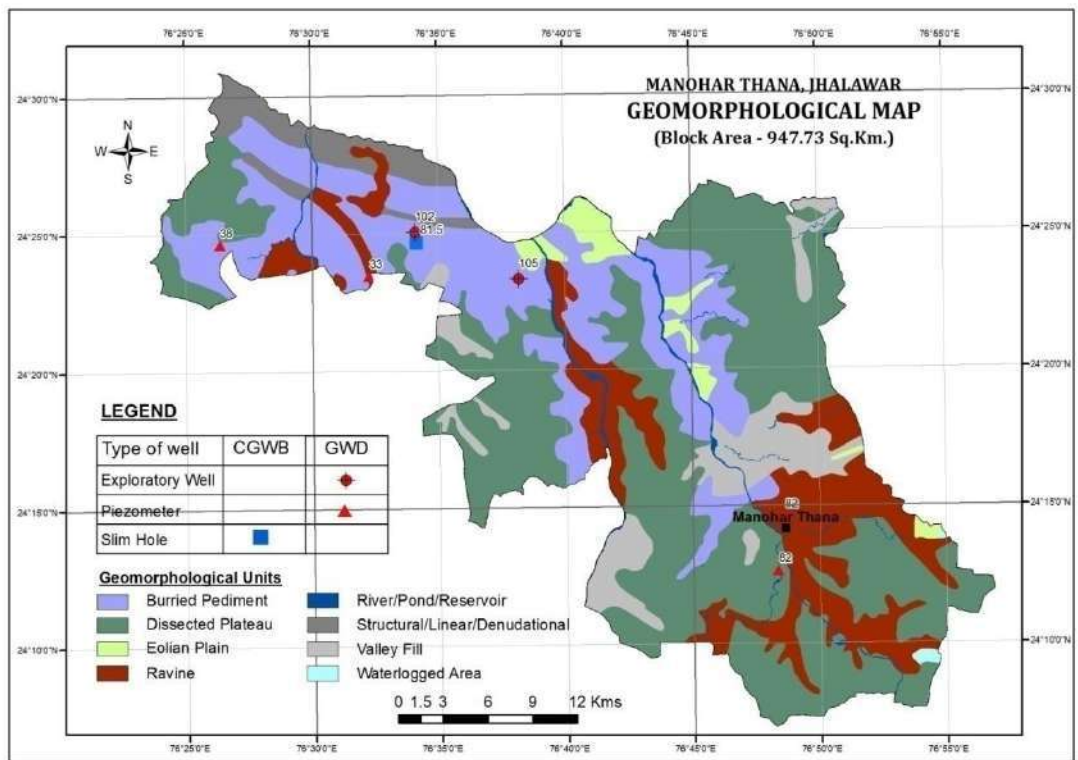 76°25'0"E 76°30'0"E 76°35'0"E 76°40'0"E 76°45'0"E 76°50'0"E 76°55'0"E
MANOHAR THANA, JHALAWAR
GEOMORPHOLOGICAL MAP
(Block Area - 947.73 Sq.Km.)
24°30'0"N 24°30'0"N
N
W E
S
102
81.5
38
24°25'0"N 24°25'0"N
33
105
24°20'0"N 24°20'0"N
LEGEND
Type of well CGWB GWD
Exploratory Well
Piezometer
Slim Hole
24°15'0"N 24°15'0"N
Manohar Thana
82
Geomorphological Units
Burried Pediment River/Pond/Reservoir
Dissected Plateau Structural/Linear/Denudational
Eolian Plain Valley Fill
Ravine Waterlogged Area
24°10'0"N 24°10'0"N
0 1.5 3 6 9 12 Kms
76°25'0"E 76°30'0"E 76°35'0"E 76°40'0"E 76°45'0"E 76°50'0"E 76°55'0"E